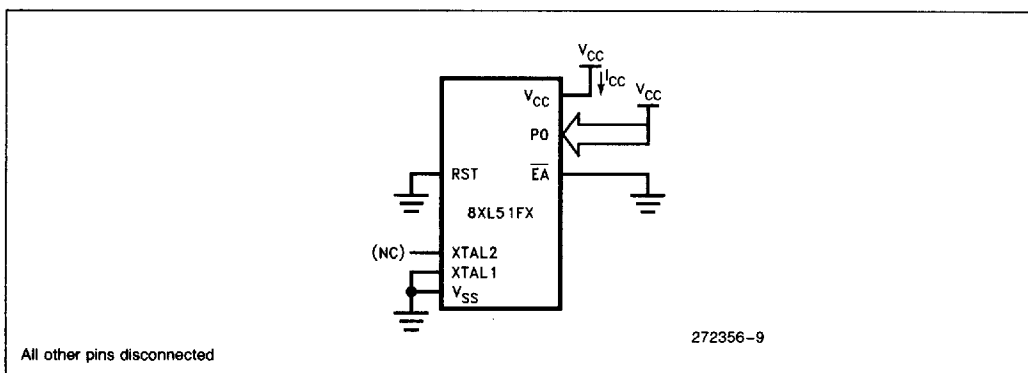 VCC
ICC
VCC
VCC
P0
RST
EA
8XL51FX
(NC)
XTAL2
XTAL1
VSS
272356-9
All other pins disconnected